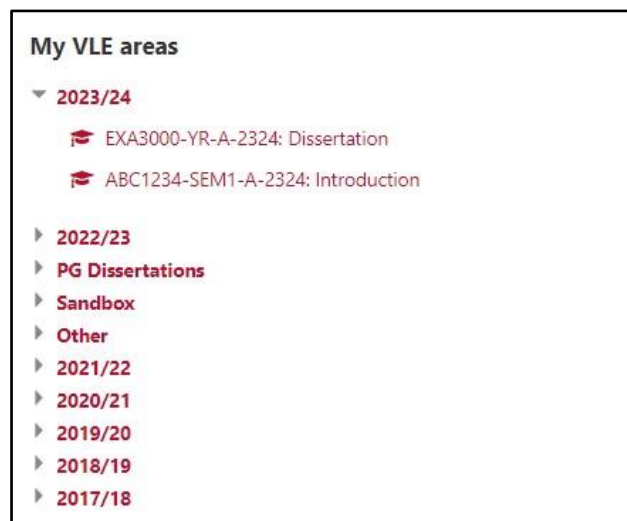 My VLE areas
2023/24
EXA3000-YR-A-2324: Dissertation
ABC1234-SEM1-A-2324: Introduction
2022/23
PG Dissertations
Sandbox
Other
2021/22
2020/21
2019/20
2018/19
2017/18